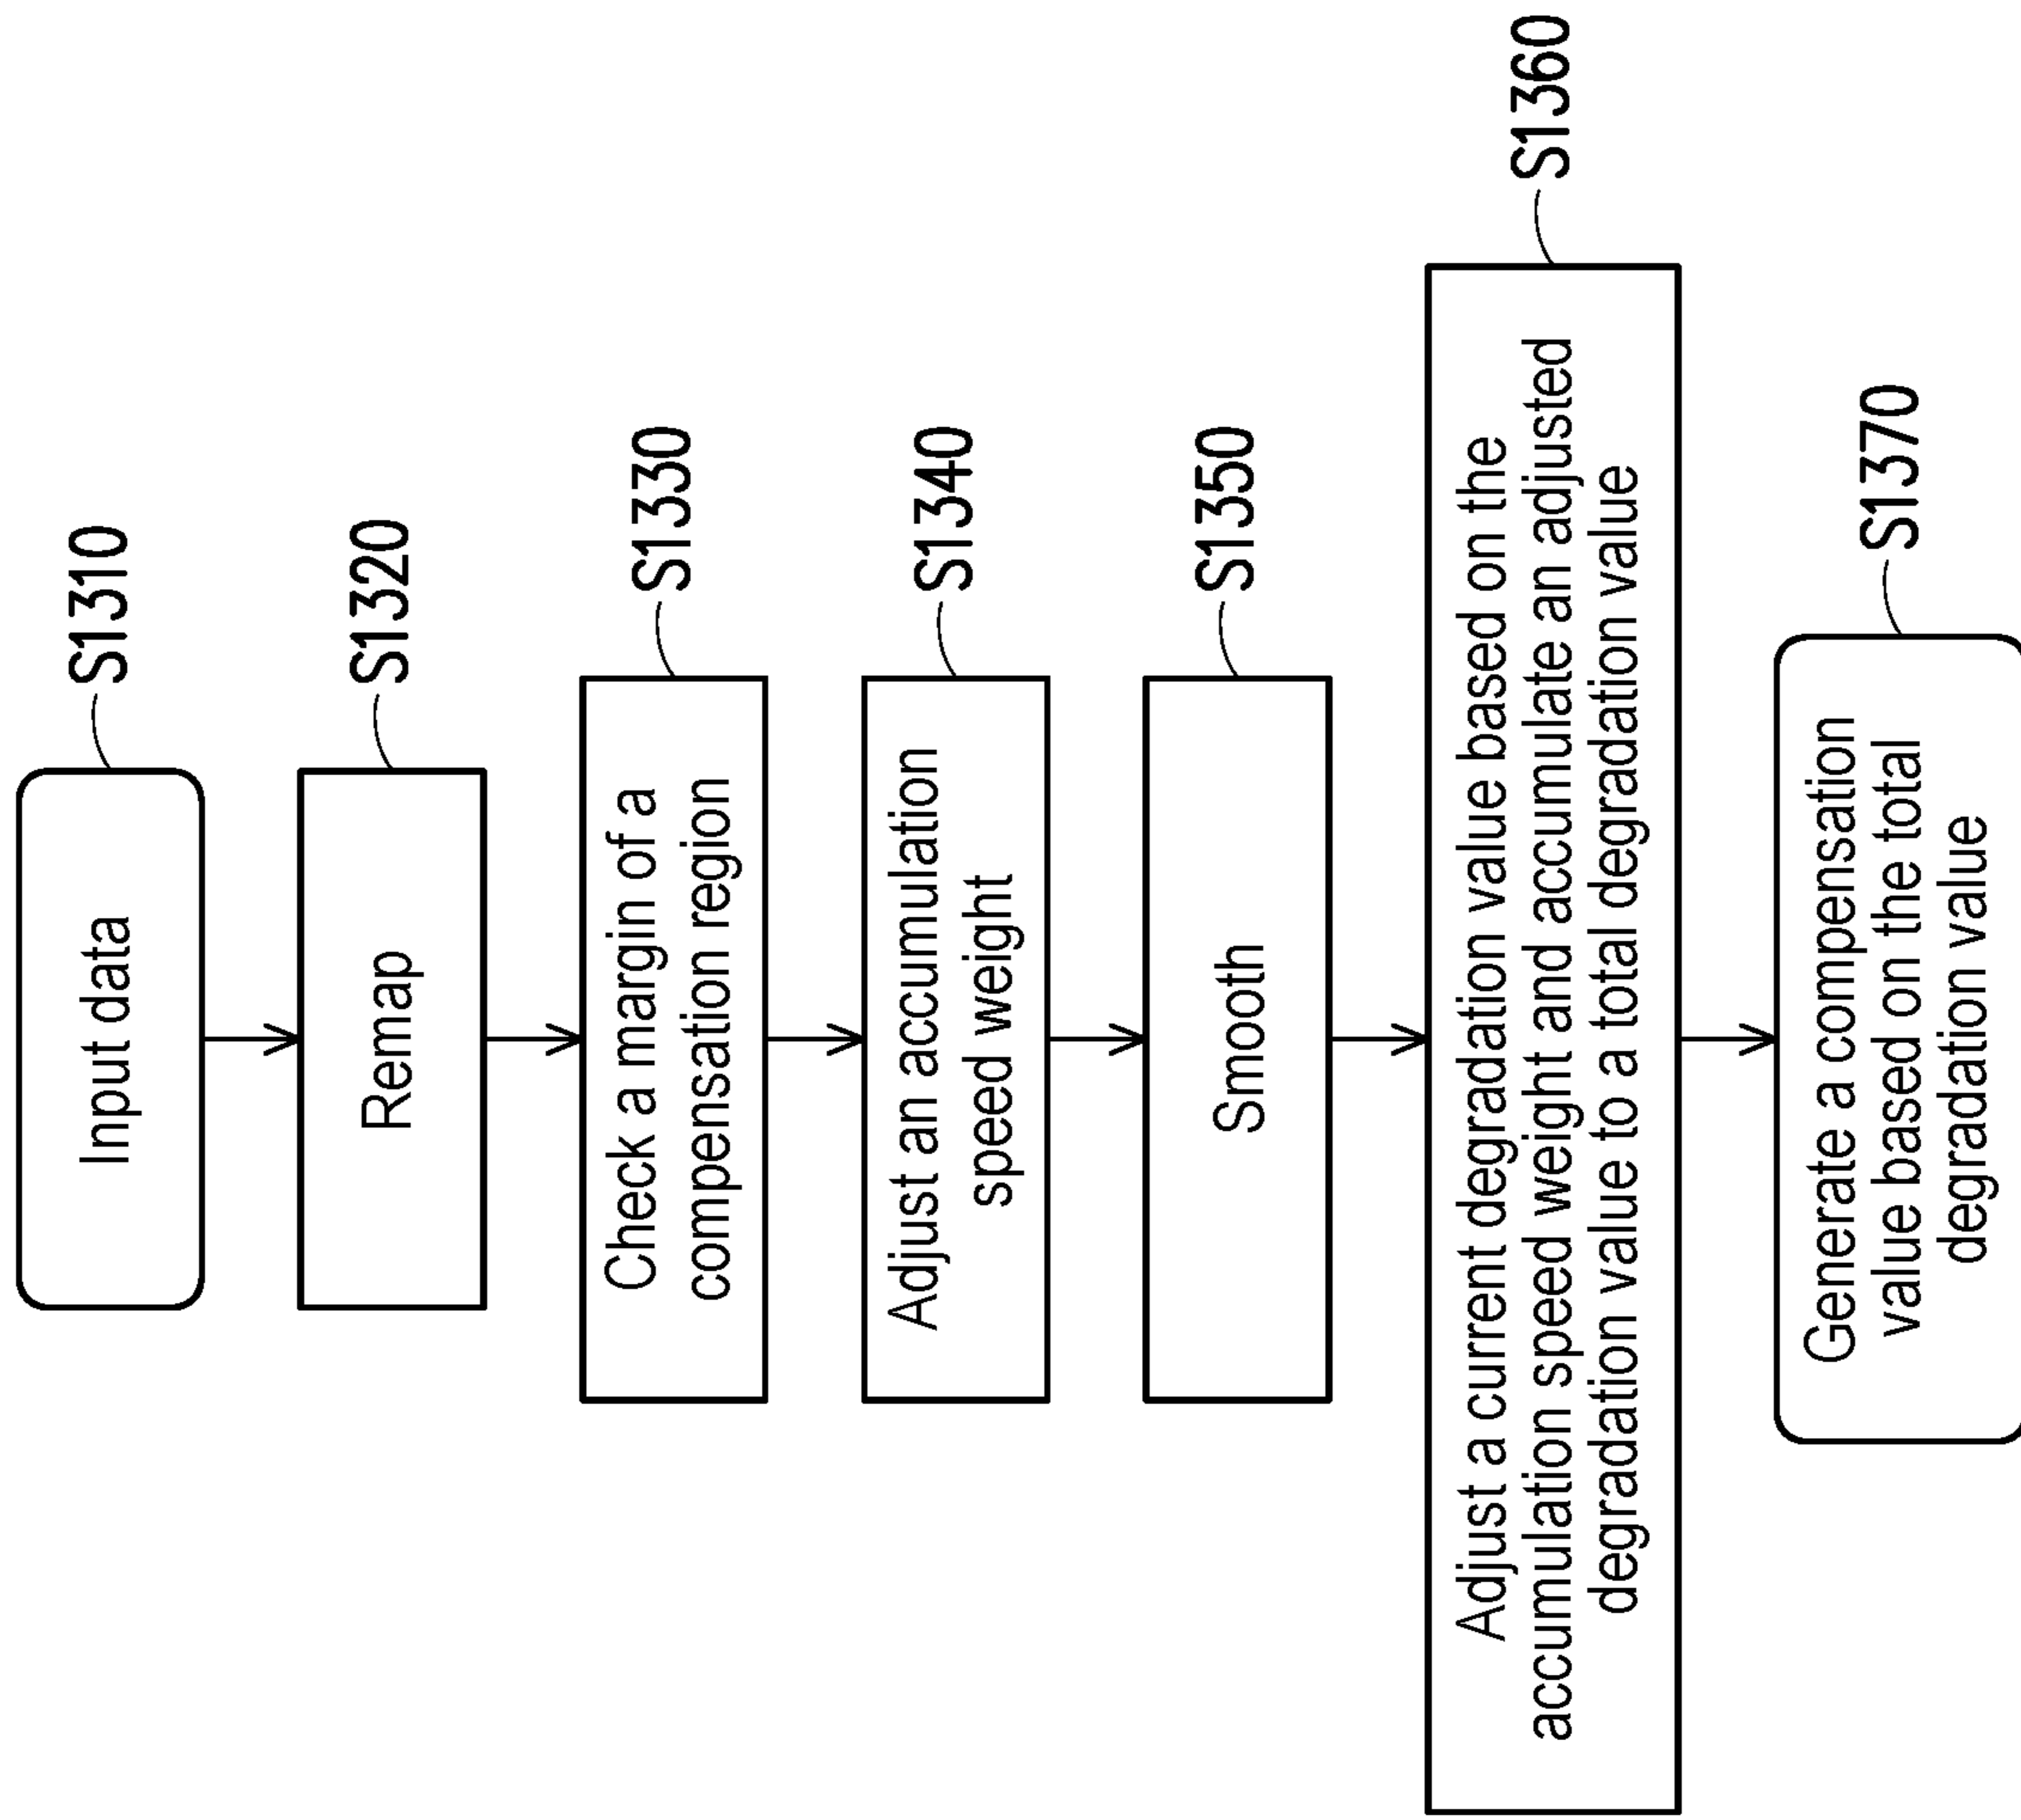 Input data
S1310
Remap
S1320
Check a margin of a
compensation region
S1330
Adjust an accumulation
speed weight
S1340
Smooth
S1350
Adjust a current degradation value based on the
accumulation speed weight and accumulate an adjusted
degradation value to a total degradation value
S1360
Generate a compensation
value based on the total
degradation value
S1370